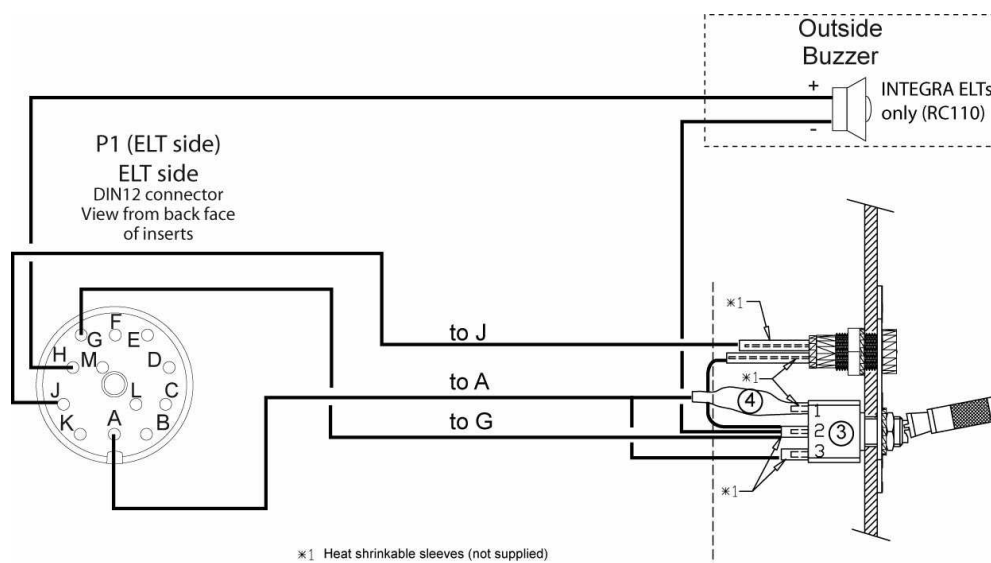 Outside
Buzzer
+
-
INTEGRA ELTs
only (RC110)
P1 (ELT side)
ELT side
DIN12 connector
View from back face
of inserts
F
G
E
H
M
D
J
L
C
K
A
B
to J
to A
to G
*1
*1
*1
4
1
2
3
3
*1 Heat shrinkable sleeves (not supplied)